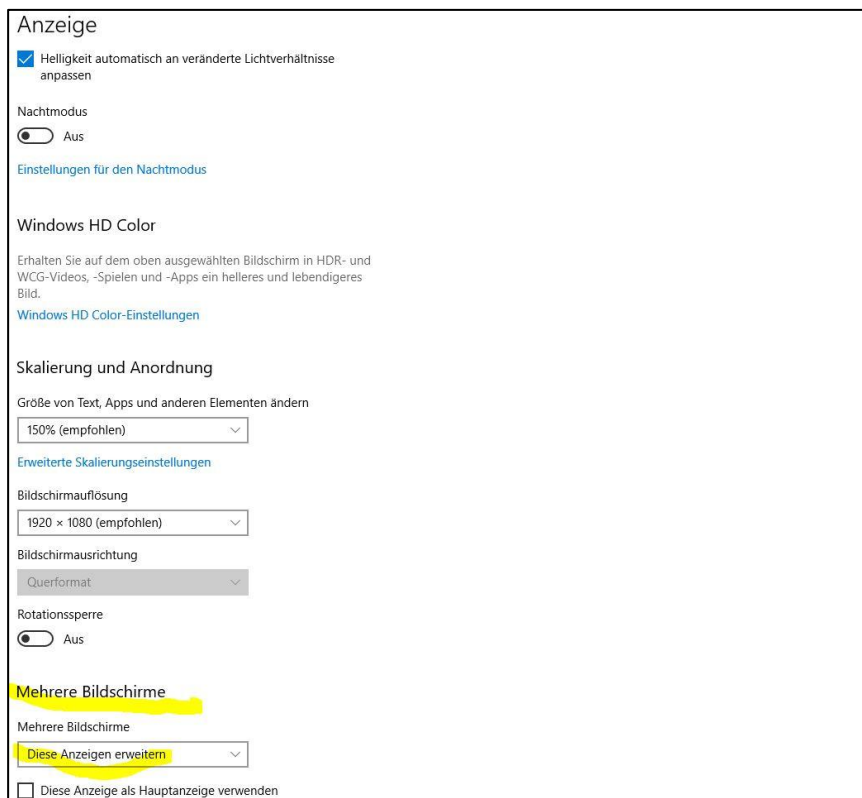 Anzeige
Helligkeit automatisch an veränderte Lichtverhältnisse
anpassen
Nachtmodus
Aus
Einstellungen für den Nachtmodus
Windows HD Color
Erhalten Sie auf dem oben ausgewählten Bildschirm in HDR- und
WCG-Videos, -Spielen und -Apps ein helleres und lebendigeres
Bild.
Windows HD Color-Einstellungen
Skalierung und Anordnung
Größe von Text, Apps und anderen Elementen ändern
150% (empfohlen)
Erweiterte Skalierungseinstellungen
Bildschirmauflösung
1920 × 1080 (empfohlen)
Bildschirmausrichtung
Querformat
Rotationssperre
Aus
Mehrere Bildschirme
Mehrere Bildschirme
Diese Anzeigen erweitern
Diese Anzeige als Hauptanzeige verwenden